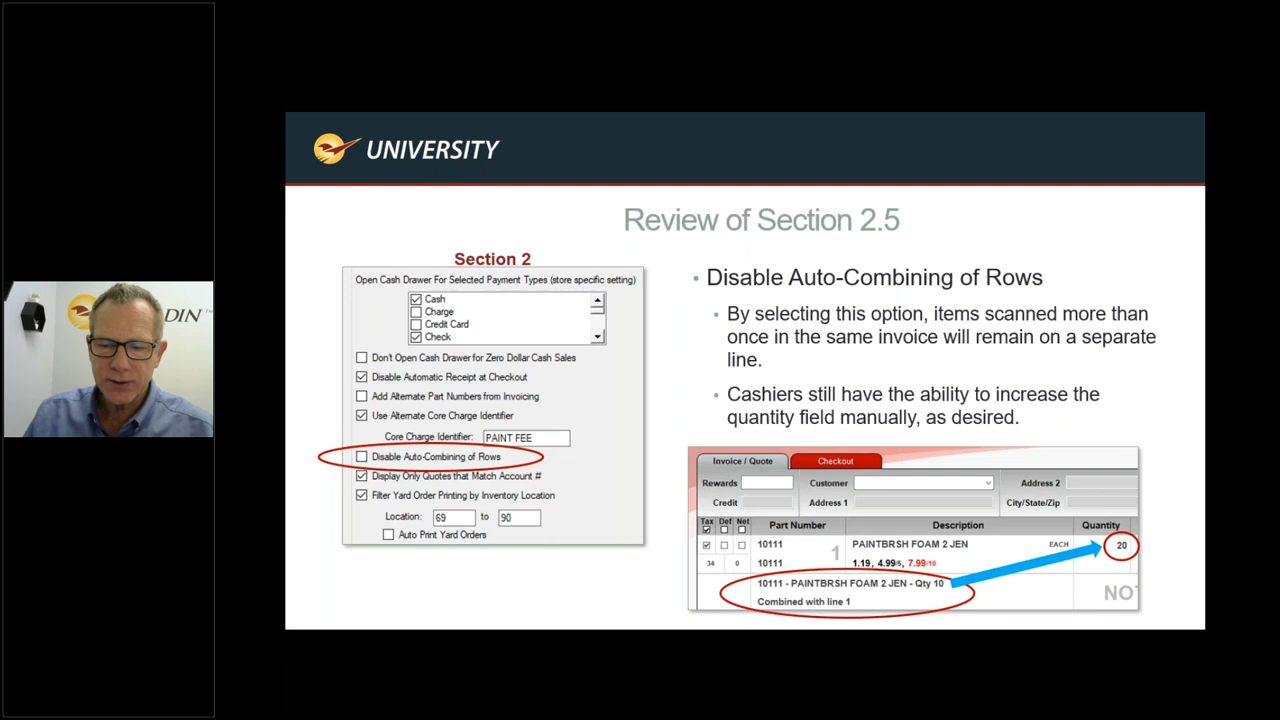 UNIVERSITY
Review of Section 2.5
Section 2
Open Cash Drawer For Selected Payment Types (store specific setting)
Cash
Charge
Credit Card
Check
Don't Open Cash Drawer for Zero Dollar Cash Sales
Disable Automatic Receipt at Checkout
Add Alternate Part Numbers from Invoicing
Use Alternate Core Charge Identifier
Core Charge Identifier: PAINT FEE
Disable Auto-Combining of Rows
Display Only Quotes that Match Account #
Filter Yard Order Printing by Inventory Location
Location: 69 to 90
Auto Print Yard Orders
• Disable Auto-Combining of Rows
• By selecting this option, items scanned more than
once in the same invoice will remain on a separate
line.
• Cashiers still have the ability to increase the
quantity field manually, as desired.
Invoice / Quote Checkout
Rewards Customer Address 2
Credit Address 1 City/State/Zip
Tax Def Net Part Number Description Quantity
10111 1 PAINTBRSH FOAM 2 JEN EACH 20
34 0 10111 1.19, 4.99/5, 7.99/10
10111 - PAINTBRSH FOAM 2 JEN - Qty 10
Combined with line 1
NOT
DIN